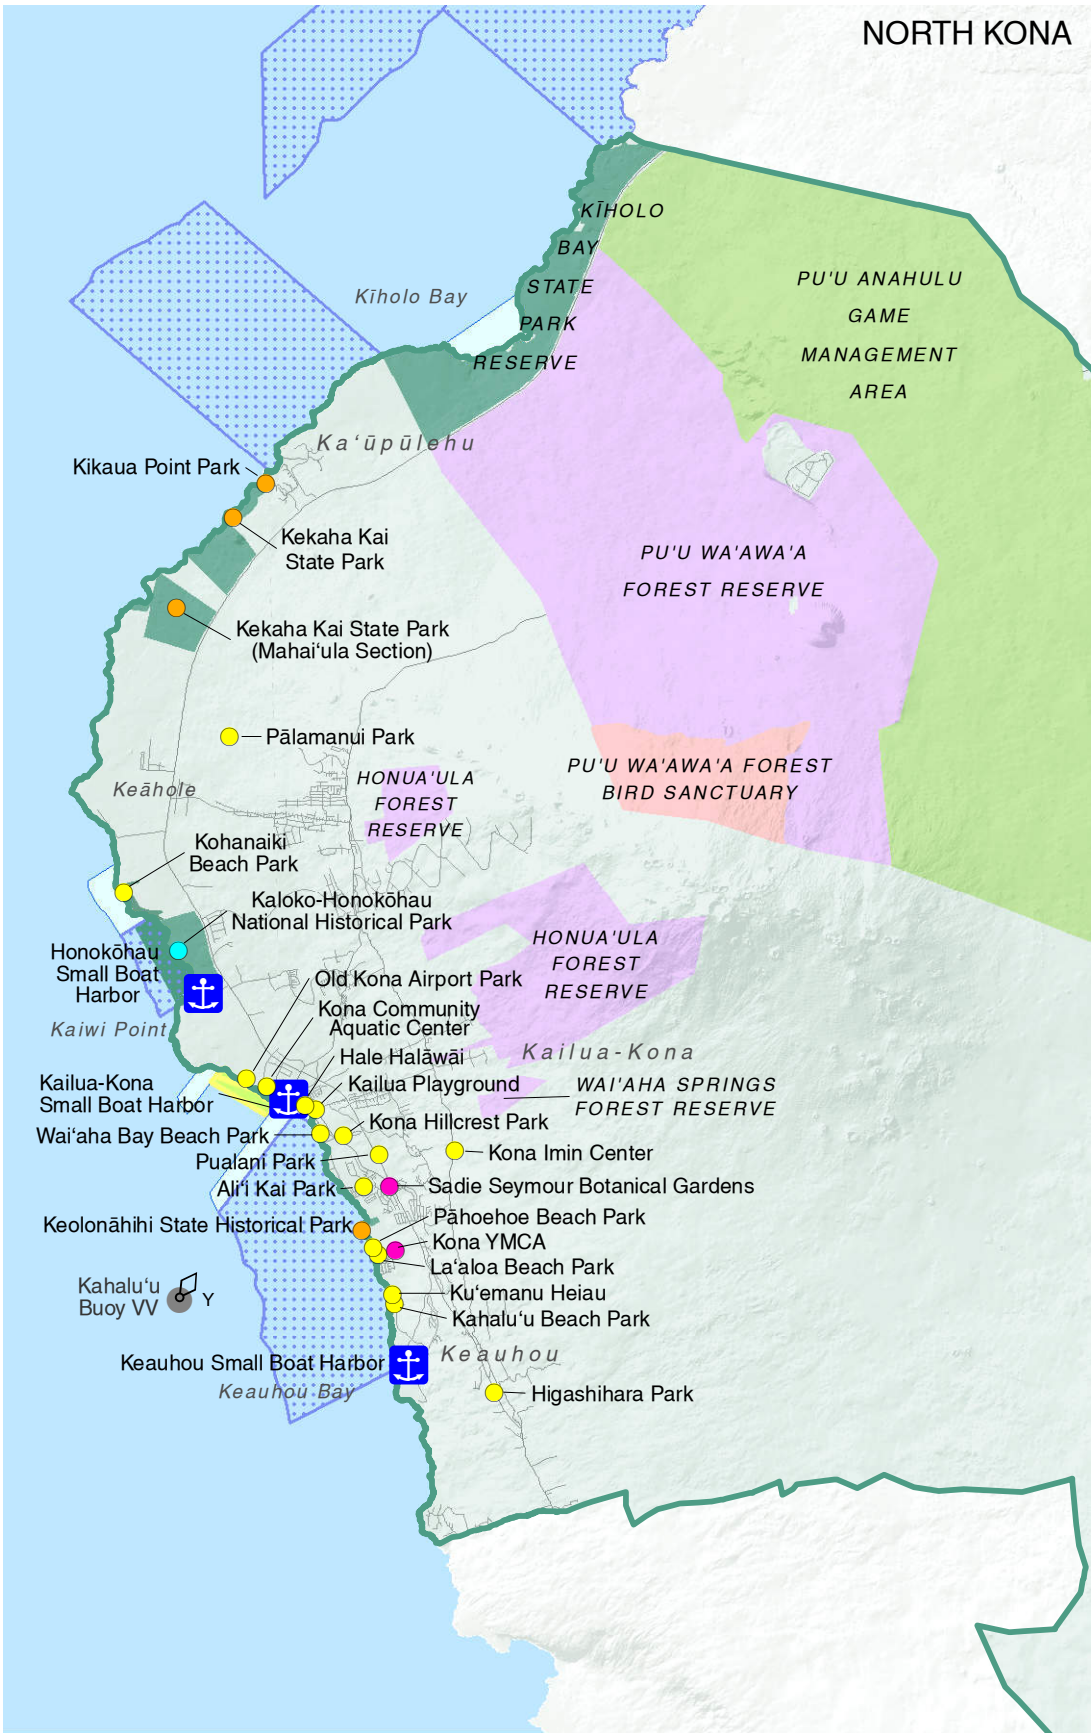 NORTH KONA
KĪHOLO
BAY
STATE
PARK
RESERVE
PU'U ANAHULU
GAME
MANAGEMENT
AREA
Kīholo Bay
Ka‘ūpūlehu
Kikaua Point Park
Kekaha Kai
State Park
PU'U WA'AWA'A
FOREST RESERVE
Kekaha Kai State Park
(Mahai‘ula Section)
Pālamanui Park
PU'U WA'AWA'A FOREST
BIRD SANCTUARY
HONUA'ULA
FOREST
RESERVE
Keāhole
Kohanaiki
Beach Park
Kaloko-Honokōhau
National Historical Park
HONUA'ULA
FOREST
RESERVE
Honokōhau
Small Boat
Harbor
Old Kona Airport Park
Kona Community
Aquatic Center
Kaiwi Point
Hale Halāwāi
Kailua-Kona
Kailua-Kona
Small Boat Harbor
Kailua Playground
WAI'AHA SPRINGS
FOREST RESERVE
Kona Hillcrest Park
Wai‘aha Bay Beach Park
Kona Imin Center
Pualani Park
Ali‘i Kai Park
Sadie Seymour Botanical Gardens
Keolonāhihi State Historical Park
Pāhoehoe Beach Park
Kona YMCA
La‘aloa Beach Park
Kahalu‘u
Buoy VV
Y
Ku‘emanu Heiau
Kahalu‘u Beach Park
Keauhou Small Boat Harbor
Keauhou
Keauhou Bay
Higashihara Park